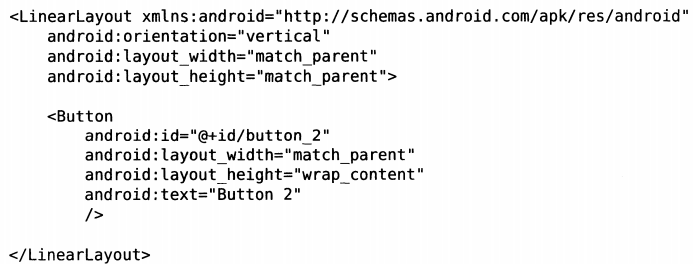 <LinearLayout xmlns:android="http://schemas.android.com/apk/res/android"
    android:orientation="vertical"
    android:layout_width="match_parent"
    android:layout_height="match_parent">

    <Button
        android:id="@+id/button_2"
        android:layout_width="match_parent"
        android:layout_height="wrap_content"
        android:text="Button 2"
        />

</LinearLayout>